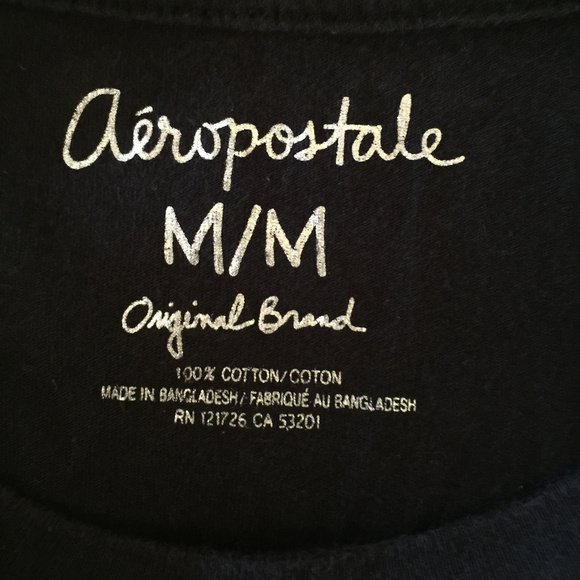 aéropostale
M/M
Original Brand
100% COTTON/COTON
MADE IN BANGLADESH/FABRIQUÉ AU BANGLADESH
RN 121726 CA 53201